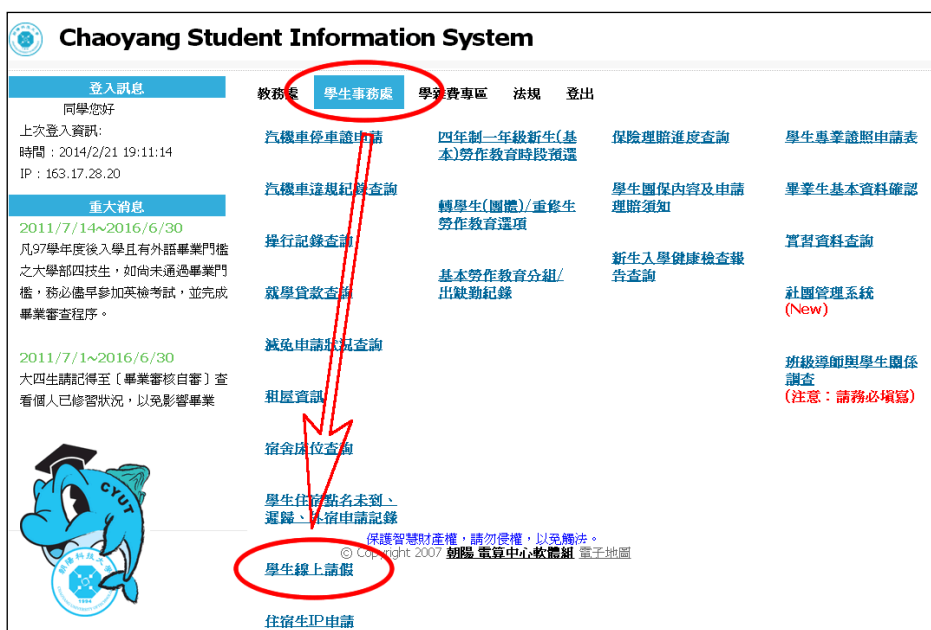 Chaoyang Student Information System
登入訊息
同學您好
上次登入資訊:
時間：2014/2/21 19:11:14
IP：163.17.28.20
重大消息
2011/7/14~2016/6/30
凡97學年度後入學且有外語畢業門檻
之大學部四技生，如尚未通過畢業門
檻，務必儘早參加英檢考試，並完成
畢業審查程序。
2011/7/1~2016/6/30
大四生請記得至〔畢業審核自審〕查
看個人已修習狀況，以免影響畢業
CYUT
朝陽科技大學
1994
教務處 學生事務處 學雜費專區 法規 登出
汽機車停車證申請
汽機車違規紀錄查詢
操行記錄查詢
就學貸款查詢
減免申請狀況查詢
租屋資訊
宿舍床位查詢
學生住宿點名未到、
遲歸、外宿申請記錄
學生線上請假
住宿生IP申請
四年制一年級新生(基
本)勞作教育時段預選
轉學生(團體)/重修生
勞作教育選項
基本勞作教育分組/
出缺勤紀錄
保險理賠進度查詢
學生團保內容及申請
理賠須知
新生入學健康檢查報
告查詢
學生專業證照申請表
畢業生基本資料確認
實習資料查詢
社團管理系統
(New)
班級導師與學生關係
調查
(注意：請務必填寫)
保護智慧財產權，請勿侵權，以免觸法。
© Copyright 2007 朝陽 電算中心軟體組 電子地圖